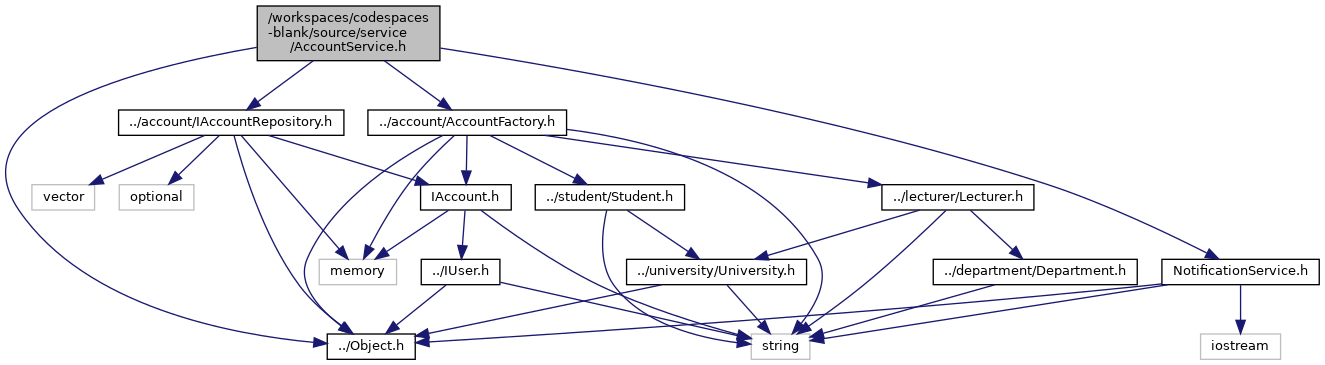 /workspaces/codespaces
-blank/source/service
/AccountService.h
../account/IAccountRepository.h
../account/AccountFactory.h
vector
optional
IAccount.h
../student/Student.h
../lecturer/Lecturer.h
memory
../IUser.h
../university/University.h
../department/Department.h
NotificationService.h
../Object.h
string
iostream